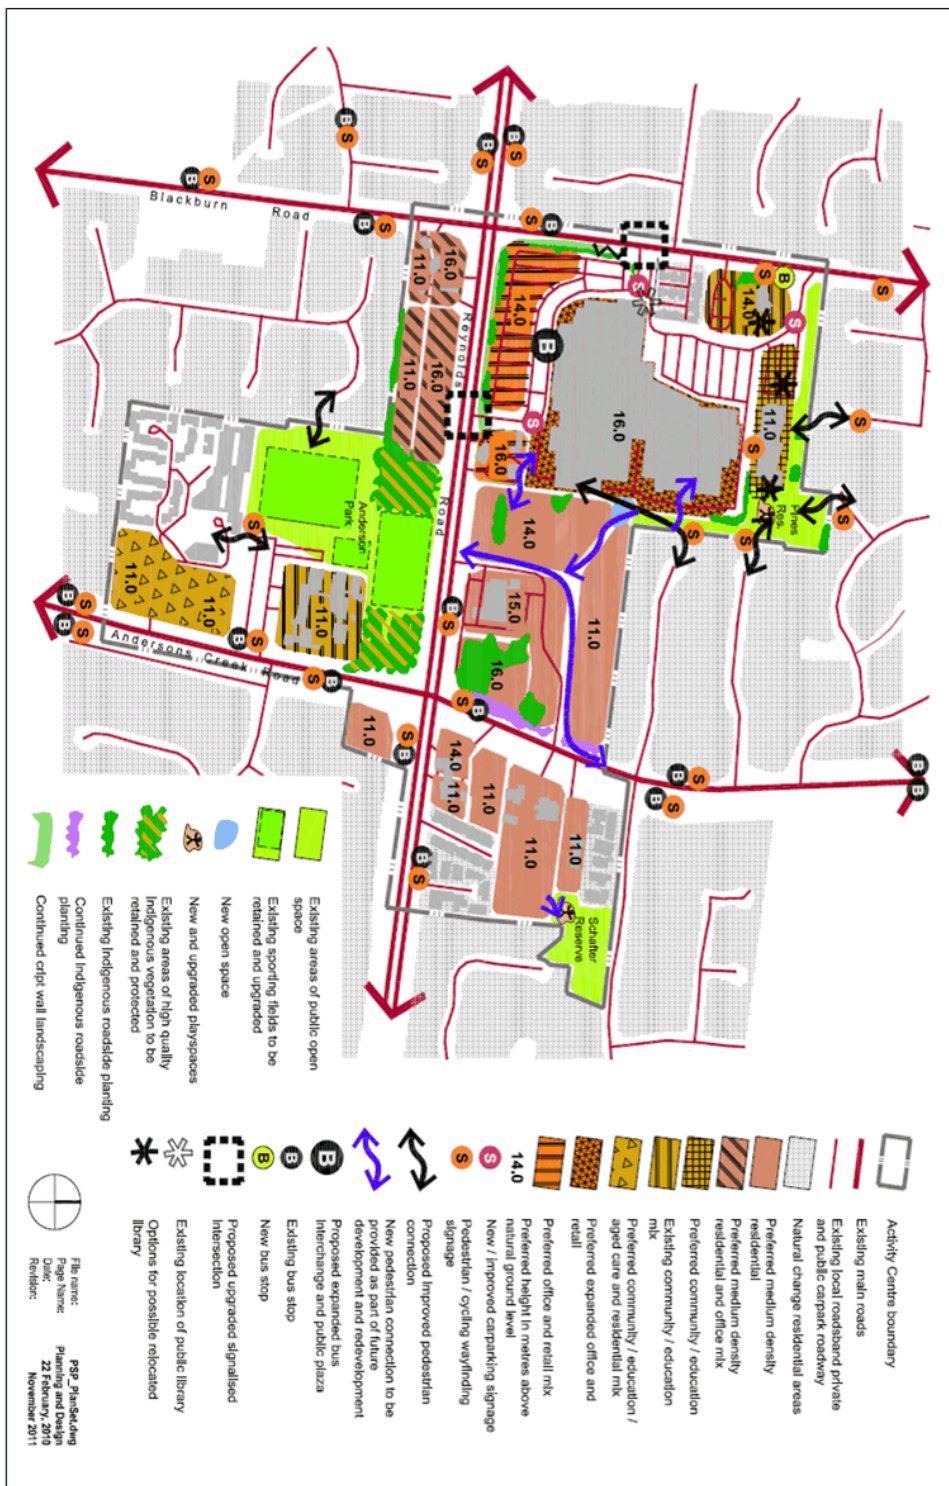 Blackburn Road
Reynolds Road
Andersons Creek Road
Anderson
Park
Pines
Res.
Schafter
Reserve
16.0
11.0
16.0
11.0
14.0
16.0
16.0
14.0
11.0
14.0
11.0
15.0
16.0
11.0
11.0
11.0
11.0
14.0
11.0
11.0
11.0
11.0
Activity Centre boundary
Existing main roads
Existing local roadsband private
and public carpark roadway
Natural change residential areas
Preferred medium density
residential
Preferred medium density
residential and office mix
Preferred community / education
Existing community / education
mix
Preferred community / education /
aged care and residential mix
Preferred expanded office and
retail
Preferred office and retail mix
14.0
Preferred height in metres above
natural ground level
S
New / improved carparking signage
S
Pedestrian / cycling wayfinding
signage
Proposed improved pedestrian
connection
New pedestrian connection to be
provided as part of future
development and redevelopment
B
Proposed expanded bus
interchange and public plaza
B
Existing bus stop
B
New bus stop
Proposed upgraded signalised
intersection
Existing location of public library
Options for possible relocated
library
Existing areas of public open
space
Existing sporting fields to be
retained and upgraded
New open space
New and upgraded playspaces
Existing areas of high quality
indigenous vegetation to be
retained and protected
Existing indigenous roadside planting
Continued indigenous roadside
planting
Continued cript wall landscaping
File name: PSP_PlanSet.dwg
Page Name: Planning and Design
Date: 22 February, 2010
Revision: November 2011